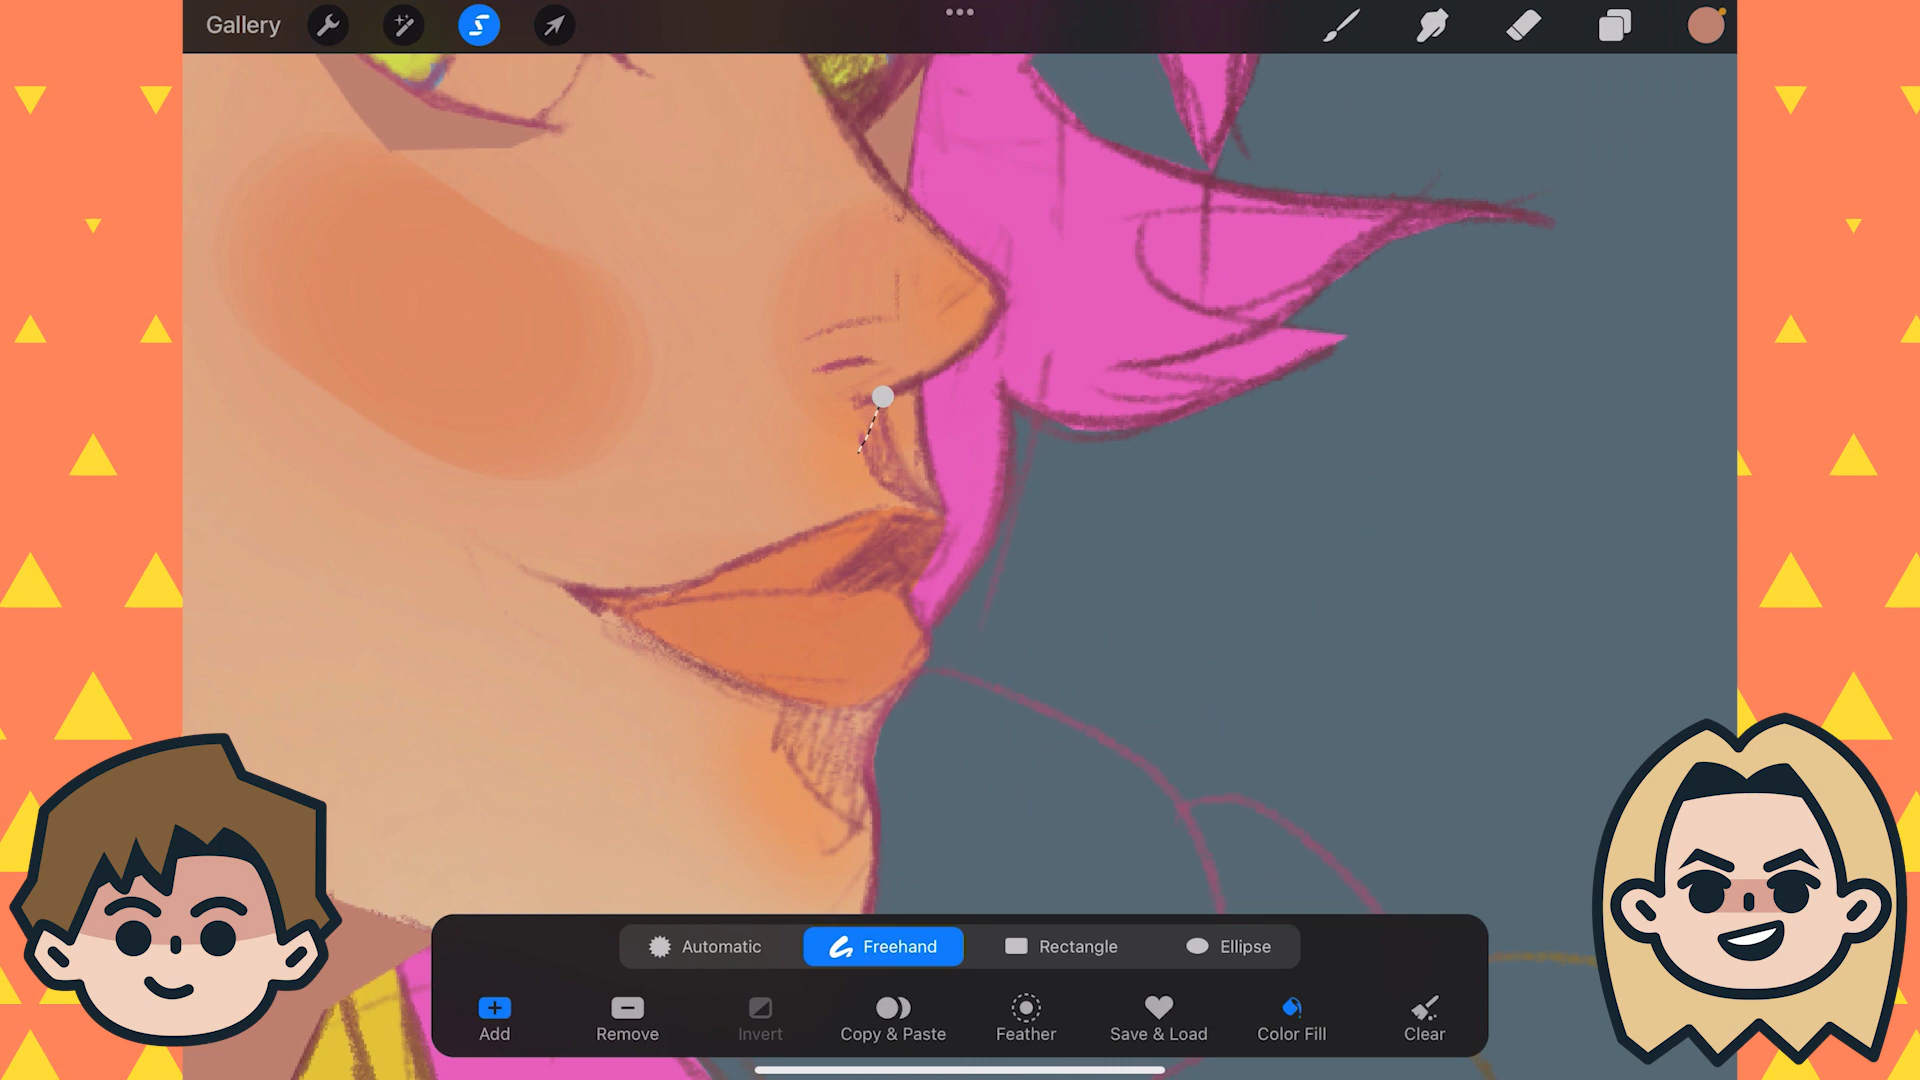 Gallery
Automatic Freehand Rectangle Ellipse
Add Remove Invert Copy & Paste Feather Save & Load Color Fill Clear